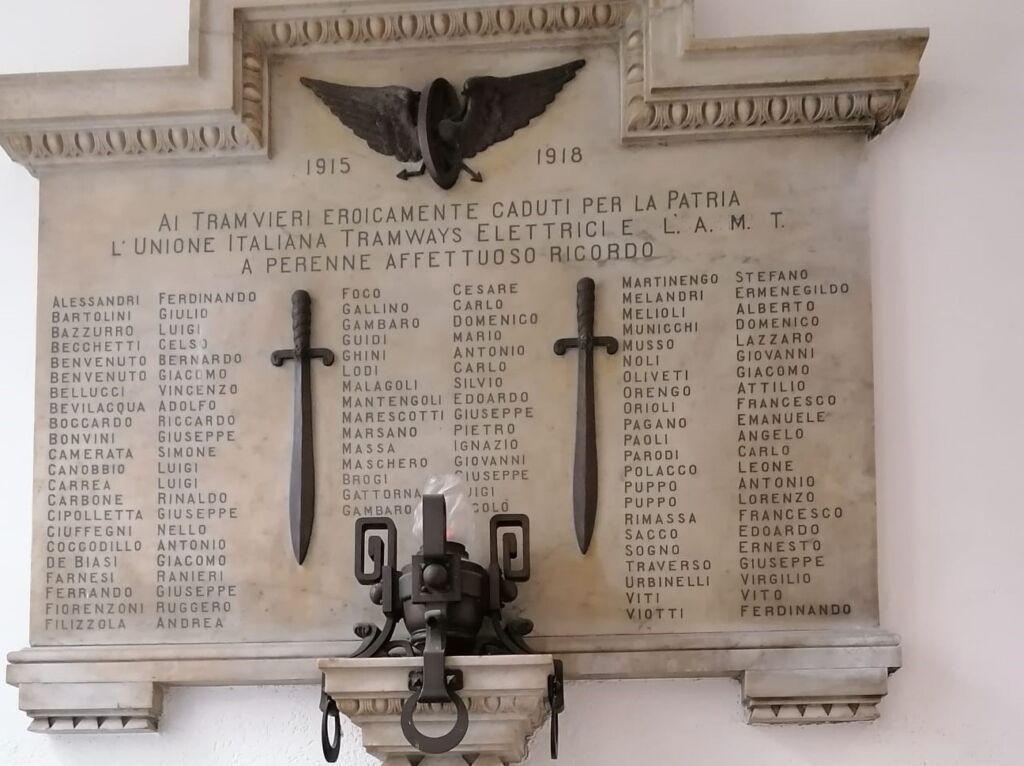 1915 1918
AI TRAMVIERI EROICAMENTE CADUTI PER LA PATRIA
L'UNIONE ITALIANA TRAMWAYS ELETTRICI E L'A. M. T.
A PERENNE AFFETTUOSO RICORDO
ALESSANDRI FERDINANDO
BARTOLINI GIULIO
BAZZURRO LUIGI
BECCHETTI CELSO
BENVENUTO BERNARDO
BENVENUTO GIACOMO
BELLUCCI VINCENZO
BEVILACQUA ADOLFO
BOCCARDO RICCARDO
BONVINI GIUSEPPE
CAMERATA SIMONE
CANOBBIO LUIGI
CARREA LUIGI
CARBONE RINALDO
CIPOLLETTA GIUSEPPE
CIUFFEGNI NELLO
COCCODILLO ANTONIO
DE BIASI GIACOMO
FARNESI RANIERI
FERRANDO GIUSEPPE
FIORENZONI RUGGERO
FILIZZOLA ANDREA
FOCO CESARE
GALLINO CARLO
GAMBARO DOMENICO
GUIDI MARIO
GHINI ANTONIO
LODI CARLO
MALAGOLI SILVIO
MANTENGOLI EDOARDO
MARESCOTTI GIUSEPPE
MARSANO PIETRO
MASSA IGNAZIO
MASCHERO GIOVANNI
BROGI GIUSEPPE
GATTORNA LUIGI
GAMBARO
MARTINENGO STEFANO
MELANDRI ERMENEGILDO
MELIOLI ALBERTO
MUNICCHI DOMENICO
MUSSO LAZZARO
NOLI GIOVANNI
OLIVETI GIACOMO
ORENGO ATTILIO
ORIOLI FRANCESCO
PAGANO EMANUELE
PAOLI ANGELO
PARODI CARLO
POLACCO LEONE
PUPPO ANTONIO
PUPPO LORENZO
RIMASSA FRANCESCO
SACCO EDOARDO
SOGNO ERNESTO
TRAVERSO GIUSEPPE
URBINELLI VIRGILIO
VITI VITO
VIOTTI FERDINANDO